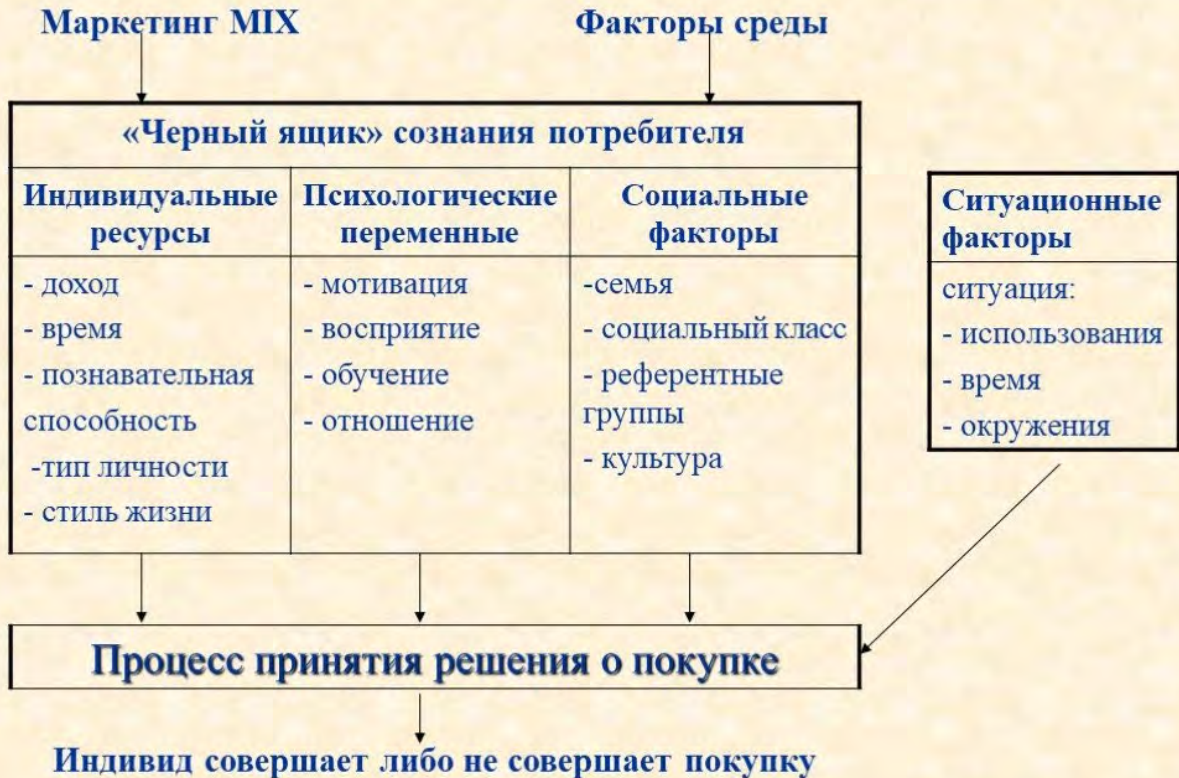 Маркетинг MIX
Факторы среды
«Черный ящик» сознания потребителя
Индивидуальные
ресурсы
- доход
- время
- познавательная
способность
-тип личности
- стиль жизни
Психологические
переменные
- мотивация
- восприятие
- обучение
- отношение
Социальные
факторы
-семья
- социальный класс
- референтные
группы
- культура
Ситуационные
факторы
ситуация:
- использования
- время
- окружения
Процесс принятия решения о покупке
Индивид совершает либо не совершает покупку